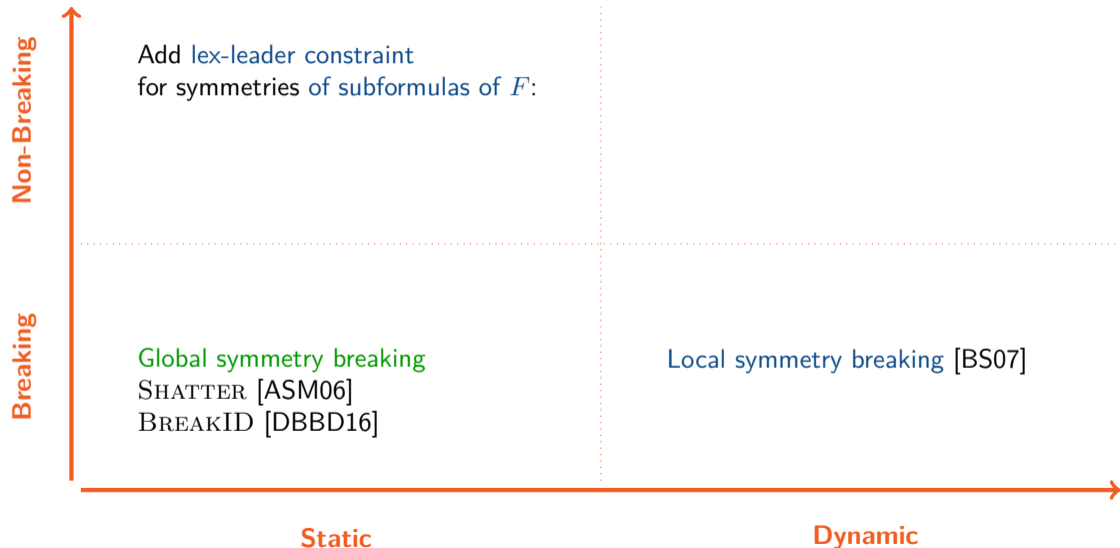 Non-Breaking
Add lex-leader constraint
for symmetries of subformulas of F:
Breaking
Global symmetry breaking
SHATTER [ASM06]
BREAKID [DBBD16]
Local symmetry breaking [BS07]
Static
Dynamic